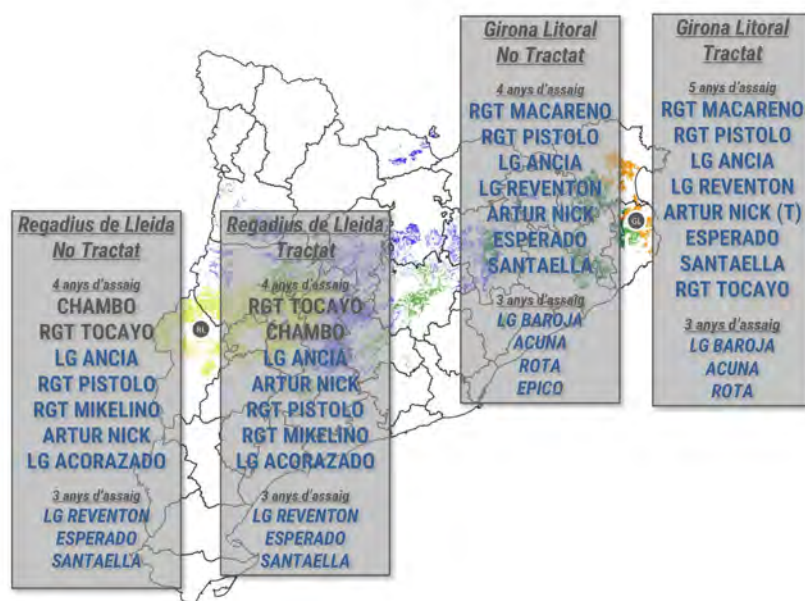 Girona Litoral
No Tractat
4 anys d'assaig
RGT MACARENO
RGT PISTOLO
LG ANCIA
LG REVENTON
ARTUR NICK
ESPERADO
SANTAELLA
3 anys d'assaig
LG BAROJA
ACUNA
ROTA
EPICO
Girona Litoral
Tractat
5 anys d'assaig
RGT MACARENO
RGT PISTOLO
LG ANCIA
LG REVENTON
ARTUR NICK (T)
ESPERADO
SANTAELLA
RGT TOCAYO
3 anys d'assaig
LG BAROJA
ACUNA
ROTA
GL
Regadius de Lleida
No Tractat
4 anys d'assaig
CHAMBO
RGT TOCAYO
LG ANCIA
RGT PISTOLO
RGT MIKELINO
ARTUR NICK
LG ACORAZADO
3 anys d'assaig
LG REVENTON
ESPERADO
SANTAELLA
RL
Regadius de Lleida
Tractat
4 anys d'assaig
RGT TOCAYO
CHAMBO
LG ANCIA
ARTUR NICK
RGT PISTOLO
RGT MIKELINO
LG ACORAZADO
3 anys d'assaig
LG REVENTON
ESPERADO
SANTAELLA